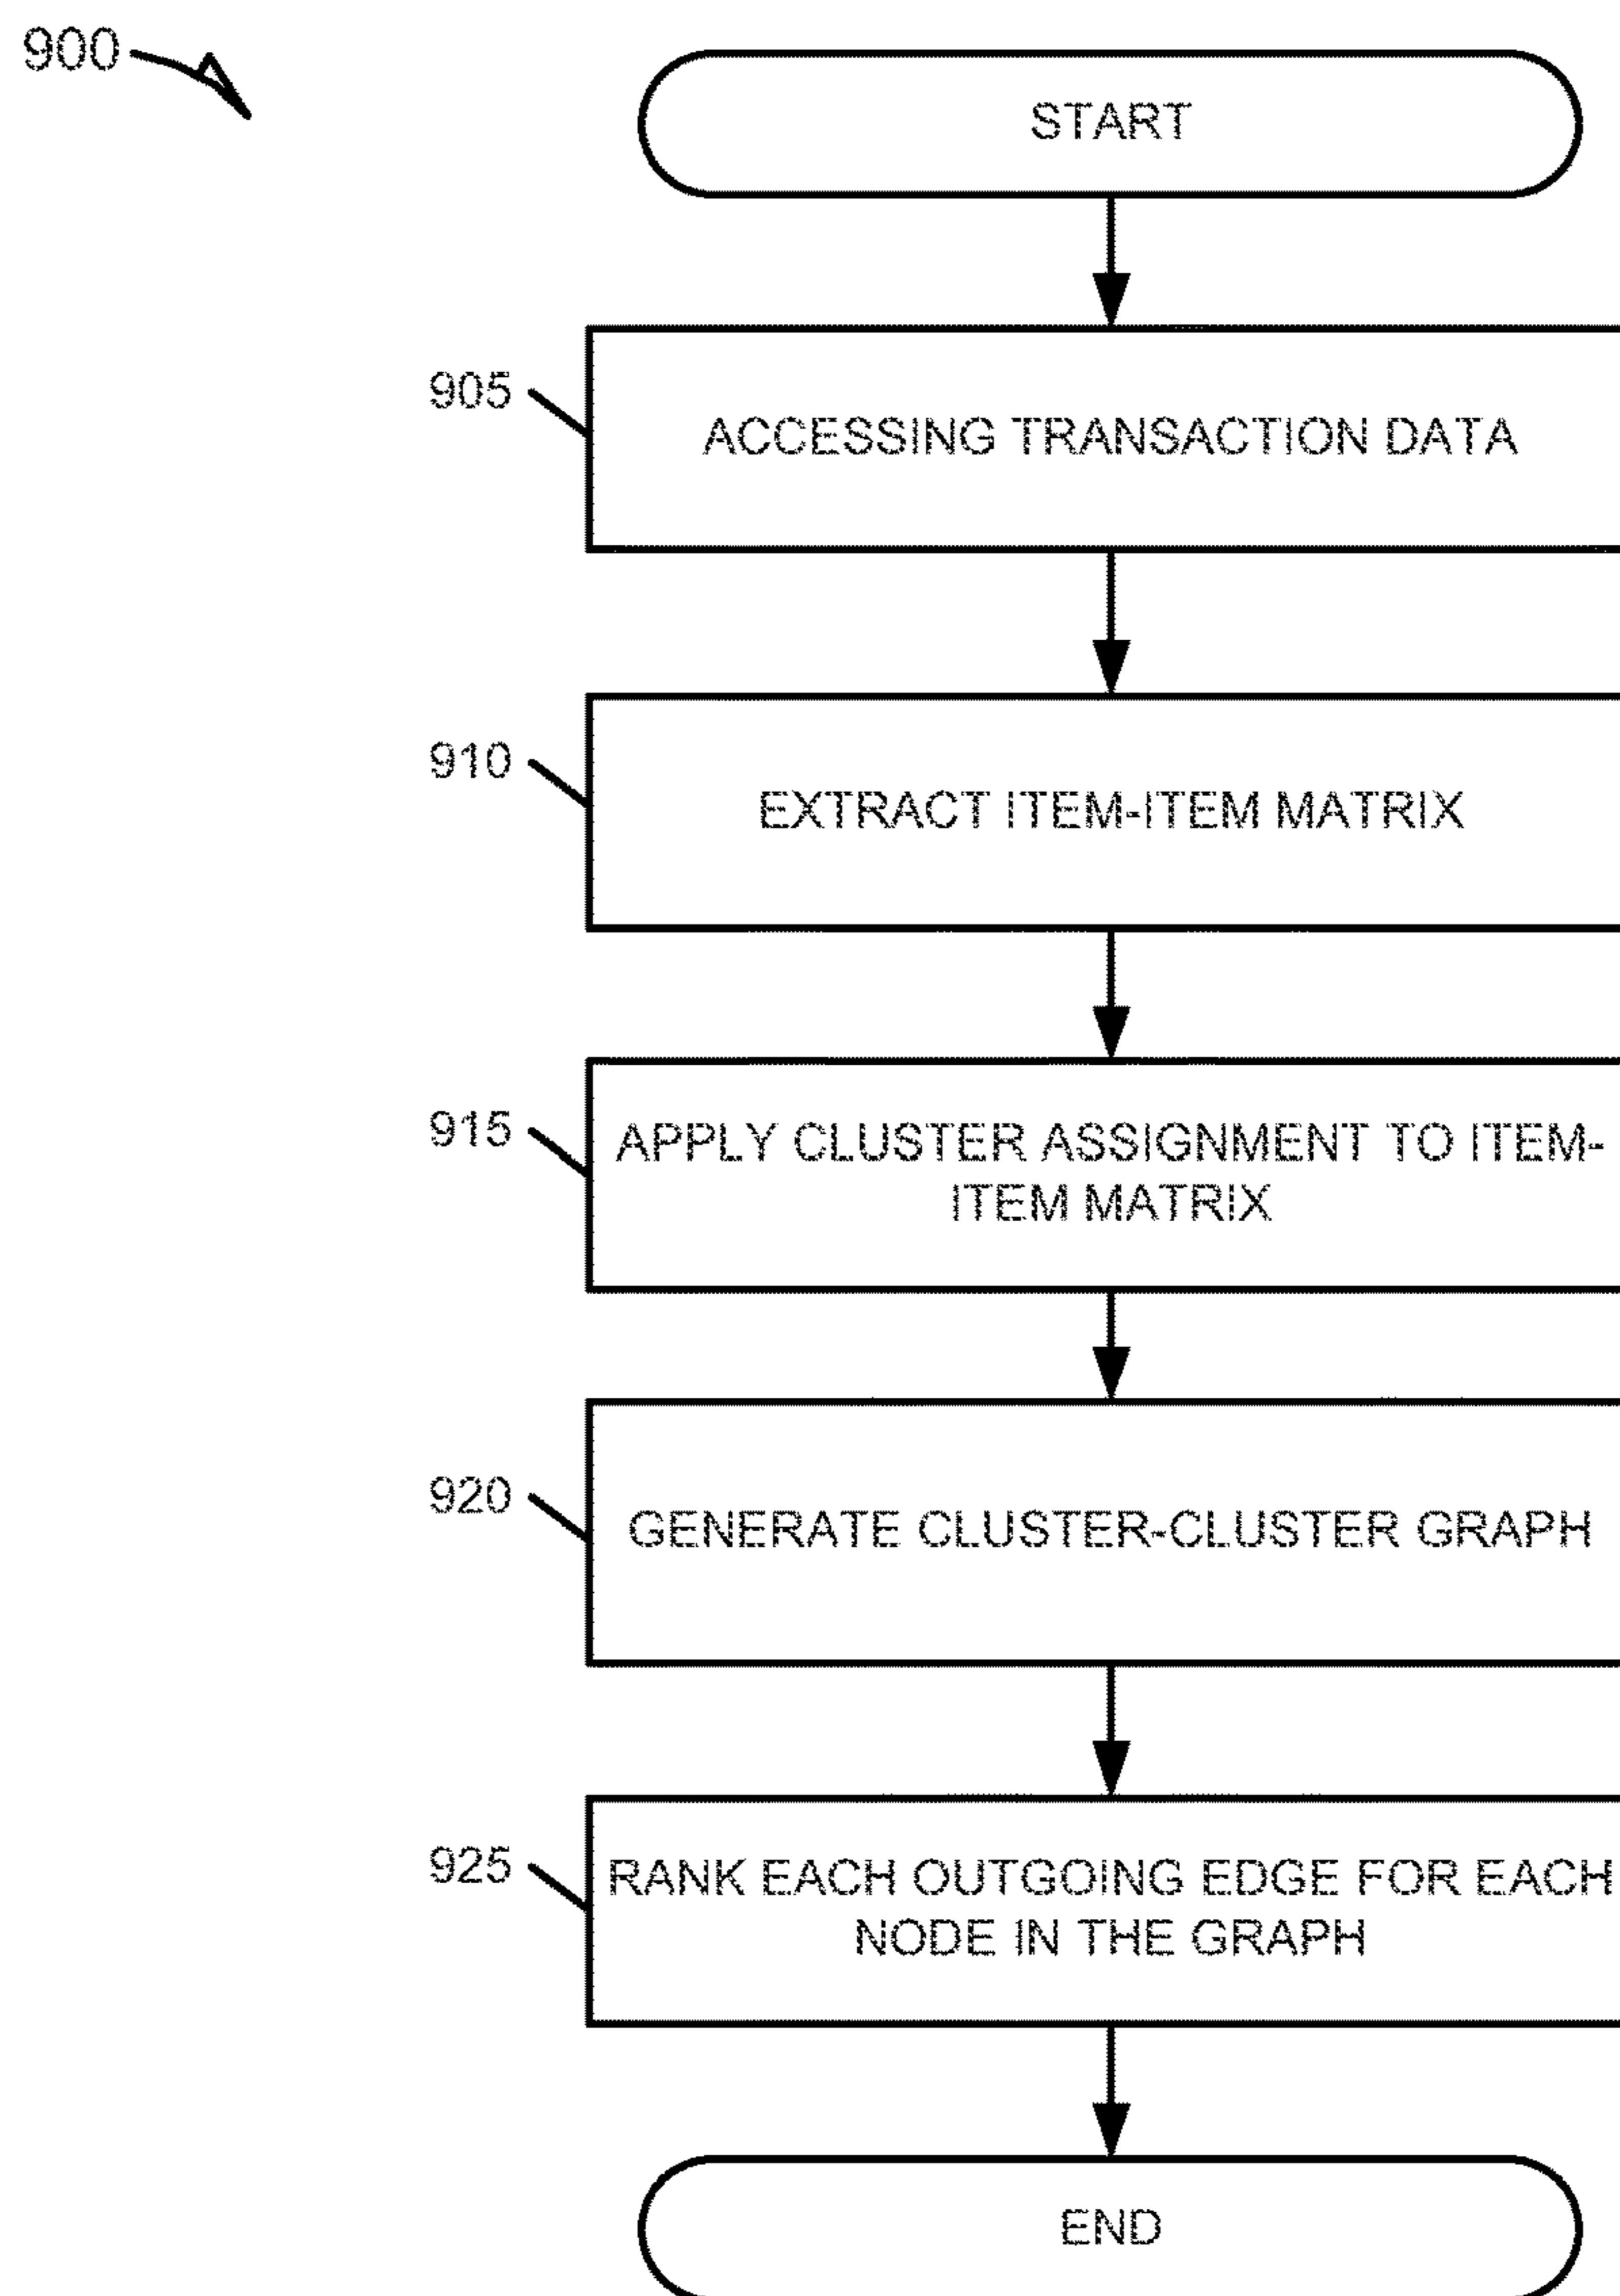 900
START
905
ACCESSING TRANSACTION DATA
910
EXTRACT ITEM-ITEM MATRIX
915
APPLY CLUSTER ASSIGNMENT TO ITEM-
ITEM MATRIX
920
GENERATE CLUSTER-CLUSTER GRAPH
925
RANK EACH OUTGOING EDGE FOR EACH
NODE IN THE GRAPH
END